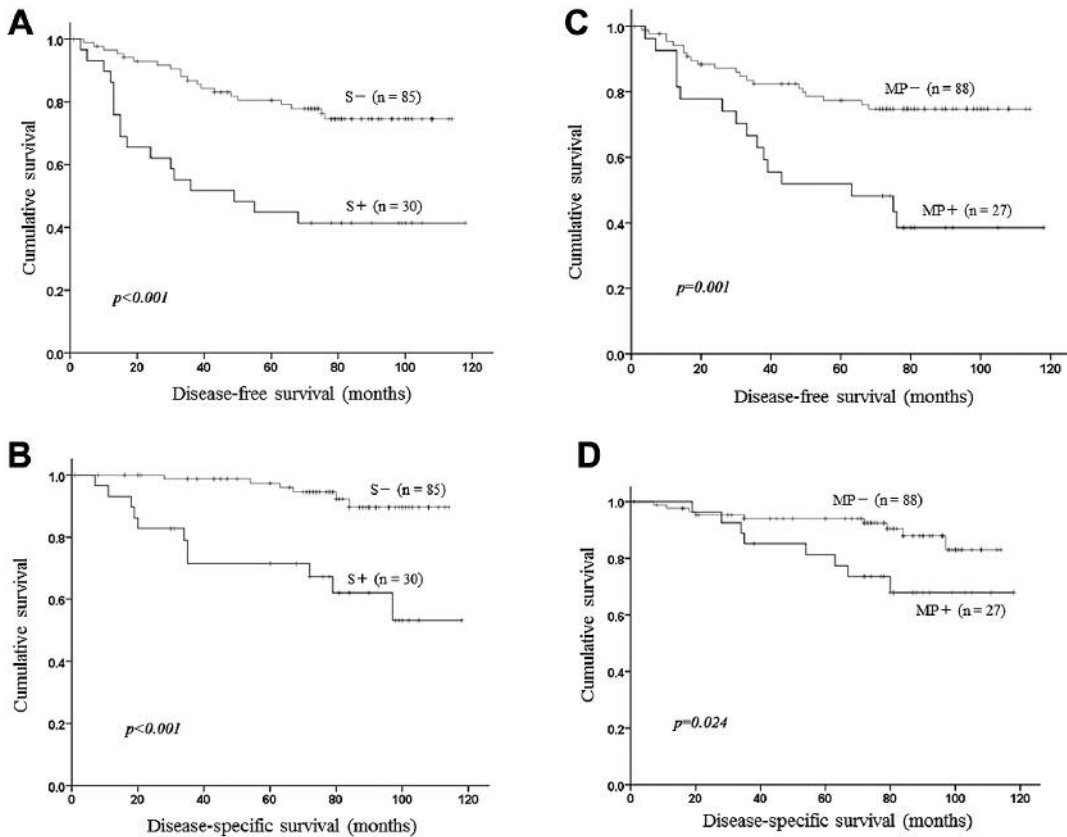 A
1.0
0.8
0.6
0.4
0.2
0.0
Cumulative survival
S− (n = 85)
S+ (n = 30)
p<0.001
0 20 40 60 80 100 120
Disease-free survival (months)
C
1.0
0.8
0.6
0.4
0.2
0.0
Cumulative survival
MP− (n = 88)
MP+ (n = 27)
p=0.001
0 20 40 60 80 100 120
Disease-free survival (months)
B
1.0
0.8
0.6
0.4
0.2
0.0
Cumulative survival
S− (n = 85)
S+ (n = 30)
p<0.001
0 20 40 60 80 100 120
Disease-specific survival (months)
D
1.0
0.8
0.6
0.4
0.2
0.0
Cumulative survival
MP− (n = 88)
MP+ (n = 27)
p=0.024
0 20 40 60 80 100 120
Disease-specific survival (months)